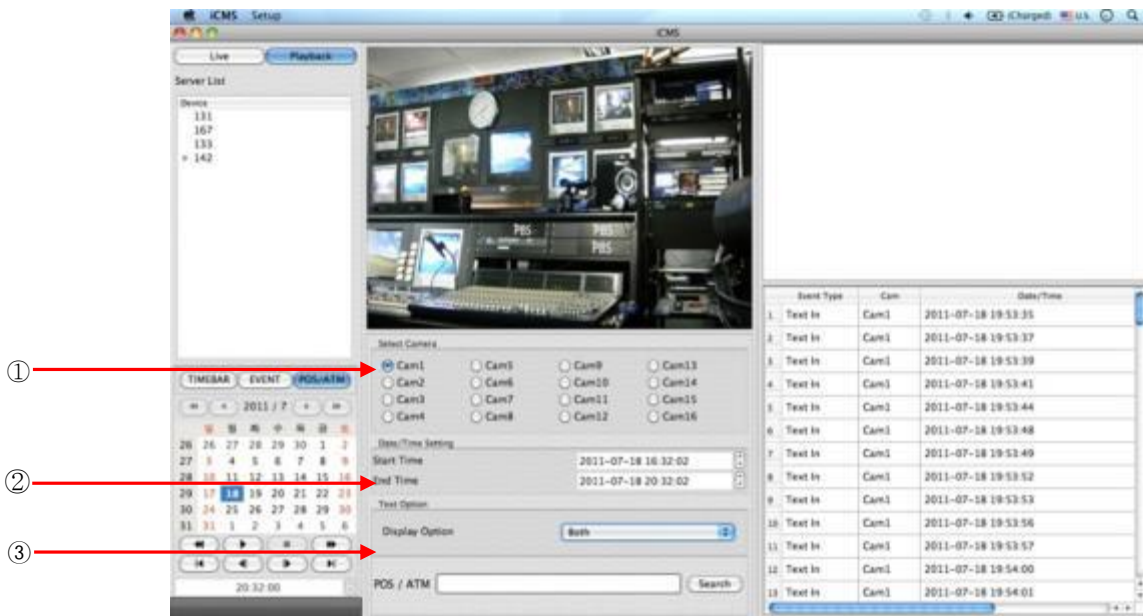 iCMS Setup
(Charged) U.S.
iCMS
Live Playback
Server List
Device
131
167
133
142
TIMEBAR EVENT POS/ATM
2011 / 7
26 26 27 28 29 30 1 2
27 3 4 5 6 7 8 9
28 10 11 12 13 14 15 16
29 17 18 19 20 21 22 23
30 24 25 26 27 28 29 30
31 31 1 2 3 4 5 6
20:32:00
PBS
PBS
PBS
Select Camera
① Cam1 Cam5 Cam9 Cam13
Cam2 Cam6 Cam10 Cam14
Cam3 Cam7 Cam11 Cam15
Cam4 Cam8 Cam12 Cam16
Date/Time Setting
Start Time 2011-07-18 16:32:02
② End Time 2011-07-18 20:32:02
Text Option
Display Option Both
③
POS / ATM Search
Event Type Cam Date/Time
1 Text In Cam1 2011-07-18 19:53:35
2 Text In Cam1 2011-07-18 19:53:37
3 Text In Cam1 2011-07-18 19:53:39
4 Text In Cam1 2011-07-18 19:53:41
5 Text In Cam1 2011-07-18 19:53:44
6 Text In Cam1 2011-07-18 19:53:48
7 Text In Cam1 2011-07-18 19:53:49
8 Text In Cam1 2011-07-18 19:53:52
9 Text In Cam1 2011-07-18 19:53:53
10 Text In Cam1 2011-07-18 19:53:56
11 Text In Cam1 2011-07-18 19:53:57
12 Text In Cam1 2011-07-18 19:54:00
13 Text In Cam1 2011-07-18 19:54:01